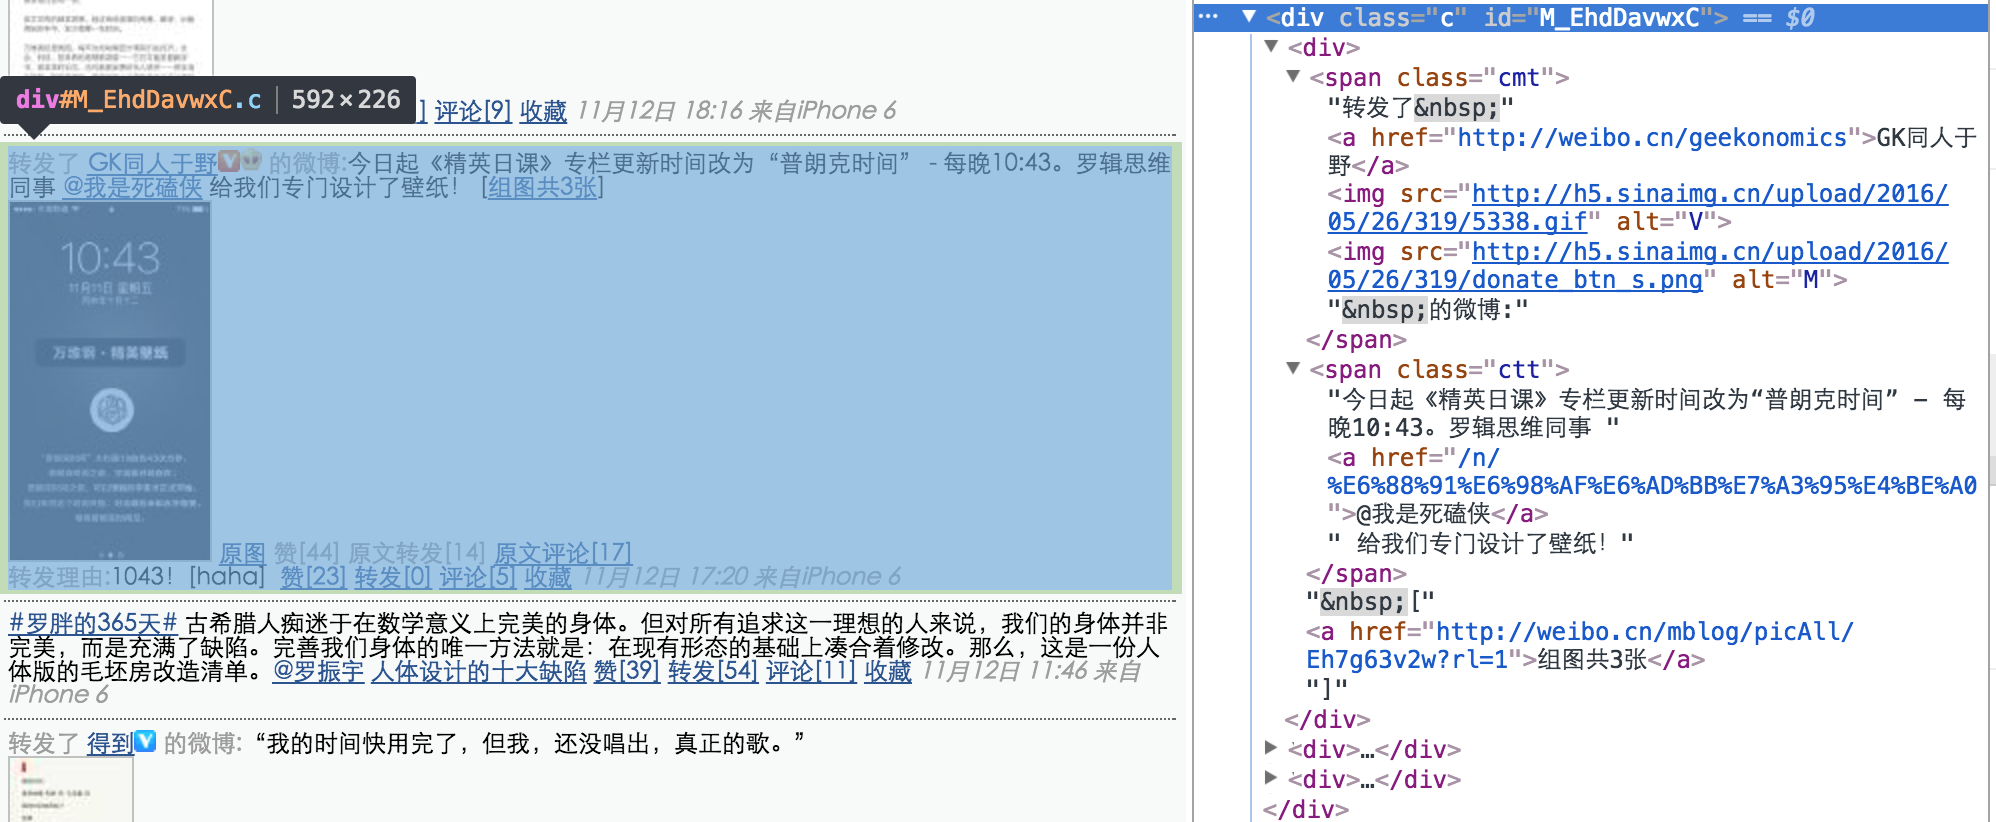 div#M_EhdDavwxC.c 592×226
] 评论[9] 收藏 11月12日 18:16 来自iPhone 6
转发了 GK同人于野V 的微博:今日起《精英日课》专栏更新时间改为“普朗克时间” - 每晚10:43。罗辑思维
同事 @我是死磕侠 给我们专门设计了壁纸！ [组图共3张]
10:43
11月11日 星期五
万维钢·精英壁纸
原图 赞[44] 原文转发[14] 原文评论[17]
转发理由:1043！[haha] 赞[23] 转发[0] 评论[5] 收藏 11月12日 17:20 来自iPhone 6
#罗胖的365天# 古希腊人痴迷于在数学意义上完美的身体。但对所有追求这一理想的人来说，我们的身体并非
完美，而是充满了缺陷。完善我们身体的唯一方法就是：在现有形态的基础上凑合着修改。那么，这是一份人
体版的毛坯房改造清单。@罗振宇 人体设计的十大缺陷 赞[39] 转发[54] 评论[11] 收藏 11月12日 11:46 来自
iPhone 6
转发了 得到V 的微博: “我的时间快用完了，但我，还没唱出，真正的歌。”
<div class="c" id="M_EhdDavwxC"> == $0
<div>
<span class="cmt">
"转发了&nbsp;"
<a href="http://weibo.cn/geekonomics">GK同人于
野</a>
<img src="http://h5.sinaimg.cn/upload/2016/
05/26/319/5338.gif" alt="V">
<img src="http://h5.sinaimg.cn/upload/2016/
05/26/319/donate_btn_s.png" alt="M">
"&nbsp;的微博:"
</span>
<span class="ctt">
"今日起《精英日课》专栏更新时间改为“普朗克时间” - 每
晚10:43。罗辑思维同事 "
<a href="/n/
%E6%88%91%E6%98%AF%E6%AD%BB%E7%A3%95%E4%BE%A0
">@我是死磕侠</a>
" 给我们专门设计了壁纸！"
</span>
"&nbsp;["
<a href="http://weibo.cn/mblog/picAll/
Eh7g63v2w?rl=1">组图共3张</a>
"]"
</div>
<div>…</div>
<div>…</div>
</div>